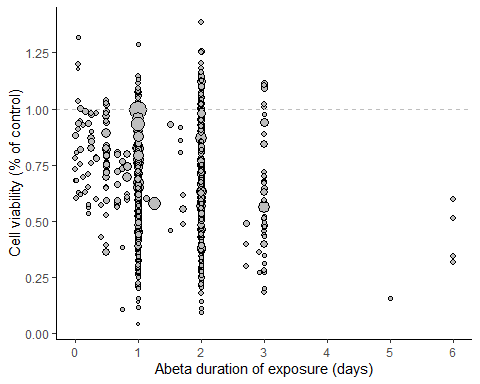 1.25
1.00
0.75
0.50
0.25
0.00
Cell viability (% of control)
0 1 2 3 4 5 6
Abeta duration of exposure (days)